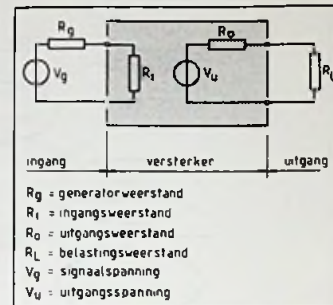 Rg
Ro
Vg
Ri
Vu
RL
ingang
versterker
uitgang
Rg = generatorweerstand
Ri = ingangsweerstand
Ro = uitgangsweerstand
RL = belastingsweerstand
Vg = signaalspanning
Vu = uitgangsspanning